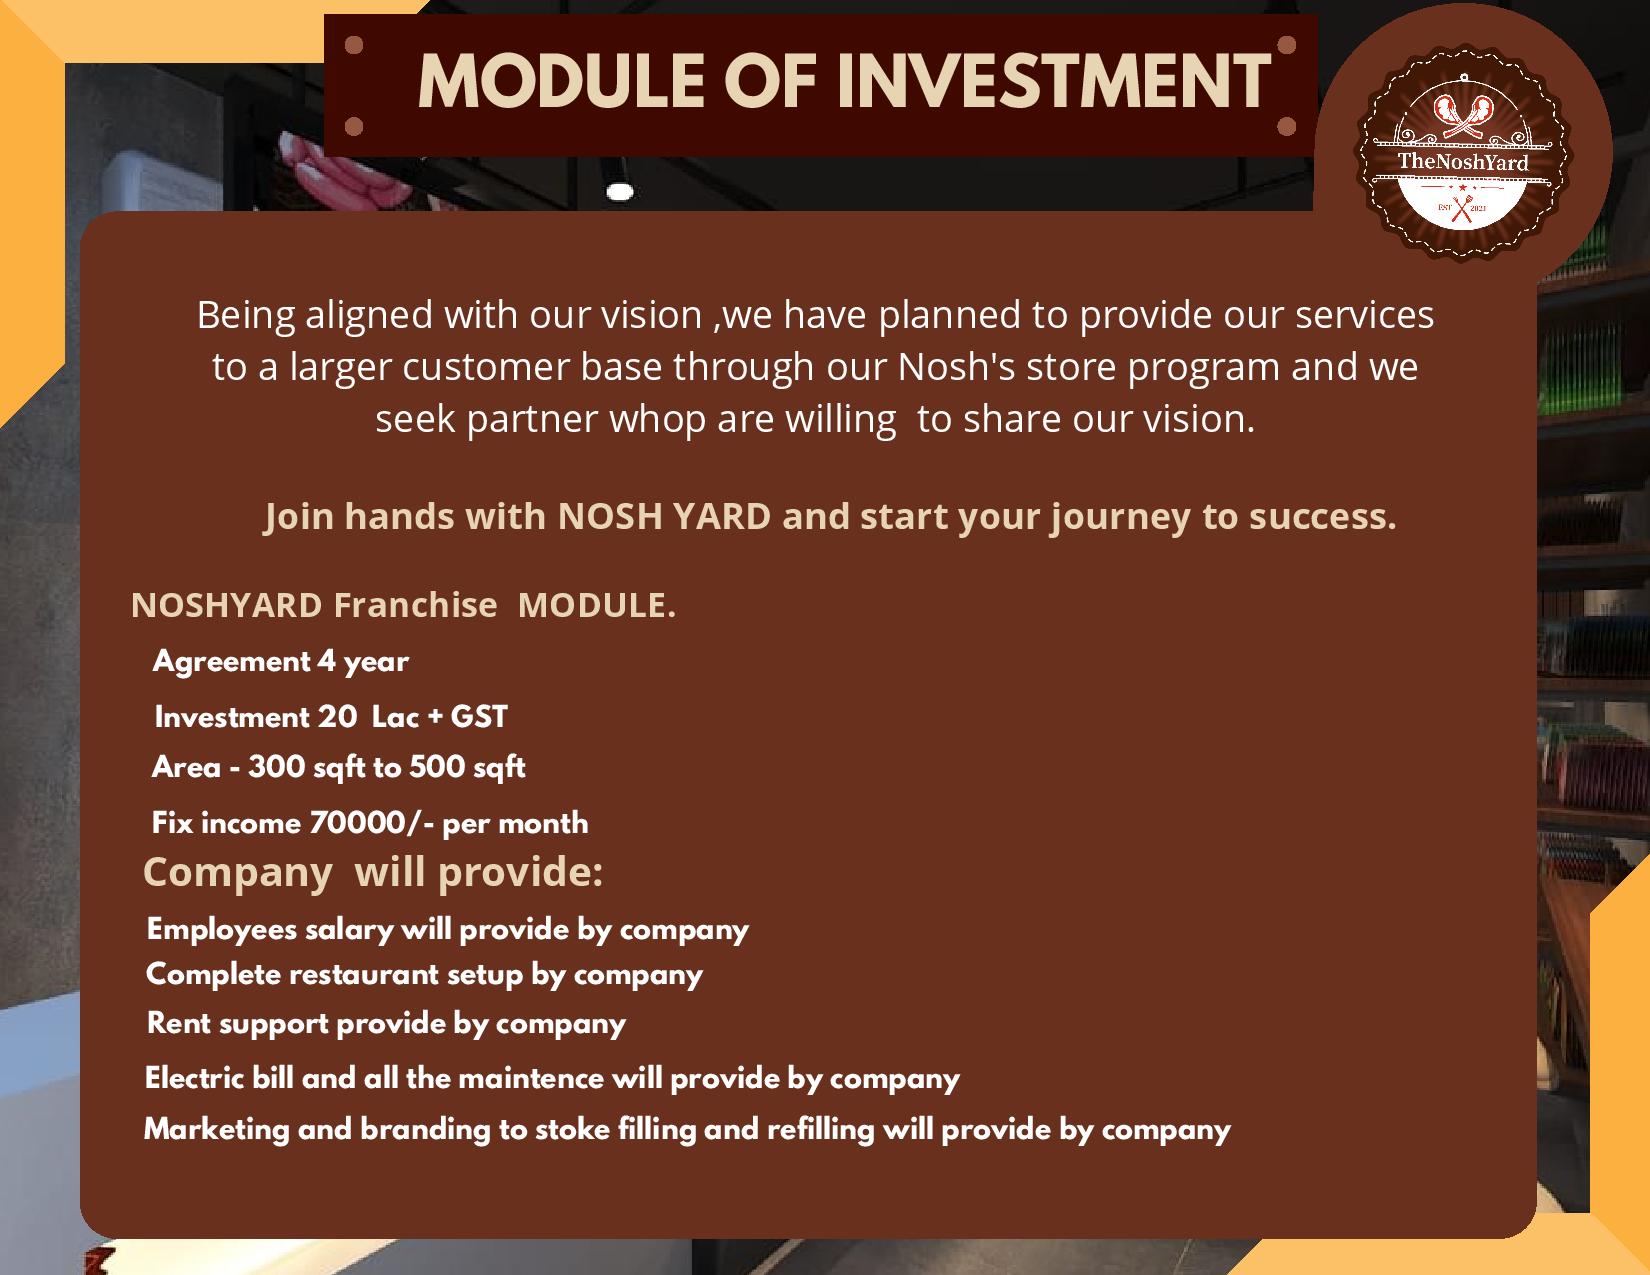 MODULE OF INVESTMENT
TheNoshYard
EST 2021
Being aligned with our vision ,we have planned to provide our services
to a larger customer base through our Nosh's store program and we
seek partner whop are willing  to share our vision.
Join hands with NOSH YARD and start your journey to success.
NOSHYARD Franchise  MODULE.
Agreement 4 year
Investment 20  Lac + GST
Area - 300 sqft to 500 sqft
Fix income 70000/- per month
Company  will provide:
Employees salary will provide by company
Complete restaurant setup by company
Rent support provide by company
Electric bill and all the maintence will provide by company
Marketing and branding to stoke filling and refilling will provide by company